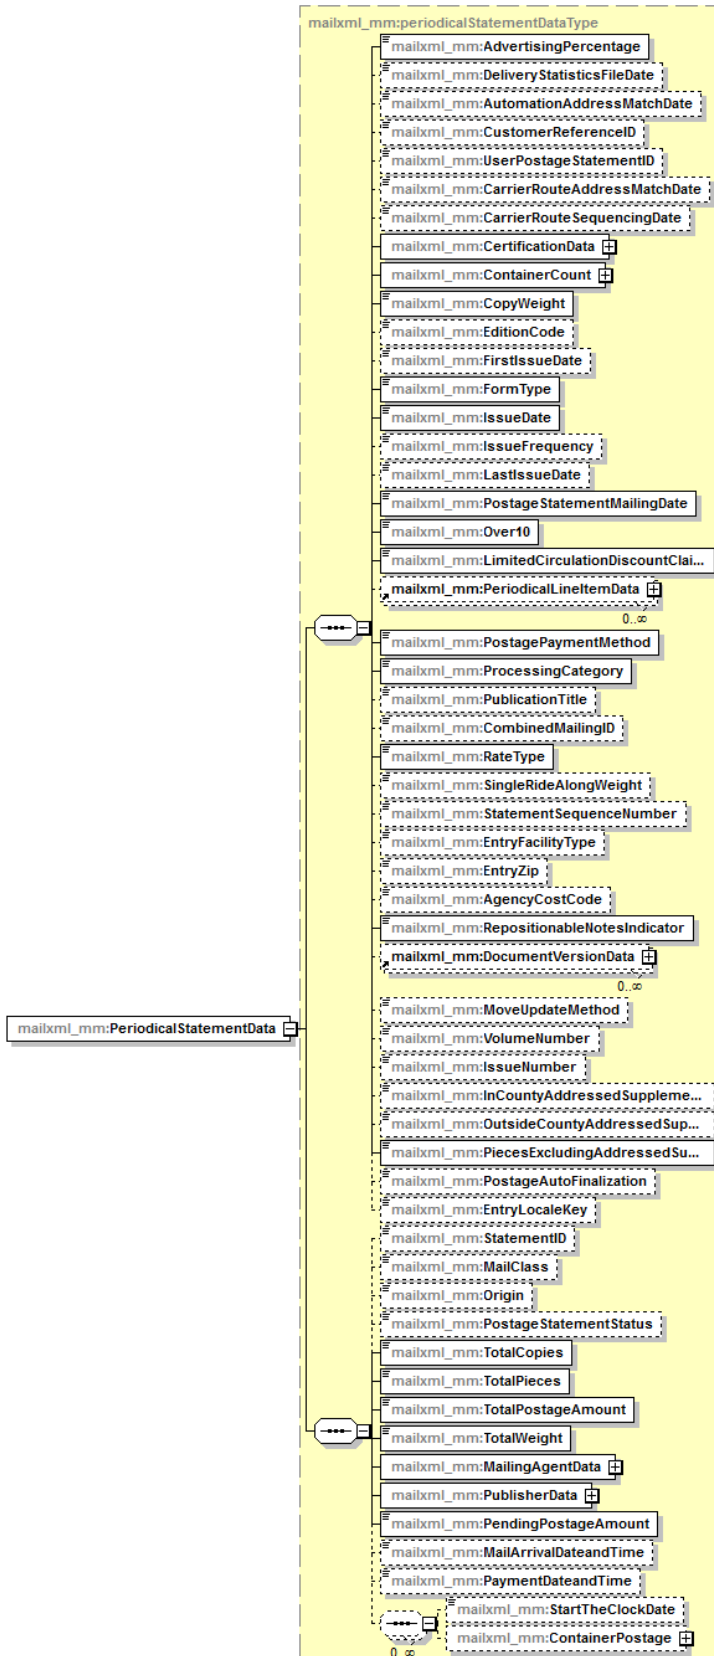 mailxml_mm:periodicalStatementDataType
mailxml_mm:AdvertisingPercentage
mailxml_mm:DeliveryStatisticsFileDate
mailxml_mm:AutomationAddressMatchDate
mailxml_mm:CustomerReferenceID
mailxml_mm:UserPostageStatementID
mailxml_mm:CarrierRouteAddressMatchDate
mailxml_mm:CarrierRouteSequencingDate
mailxml_mm:CertificationData
mailxml_mm:ContainerCount
mailxml_mm:CopyWeight
mailxml_mm:EditionCode
mailxml_mm:FirstIssueDate
mailxml_mm:FormType
mailxml_mm:IssueDate
mailxml_mm:IssueFrequency
mailxml_mm:LastIssueDate
mailxml_mm:PostageStatementMailingDate
mailxml_mm:Over10
mailxml_mm:LimitedCirculationDiscountClai...
mailxml_mm:PeriodicalLineItemData
0..∞
mailxml_mm:PostagePaymentMethod
mailxml_mm:ProcessingCategory
mailxml_mm:PublicationTitle
mailxml_mm:CombinedMailingID
mailxml_mm:RateType
mailxml_mm:SingleRideAlongWeight
mailxml_mm:StatementSequenceNumber
mailxml_mm:EntryFacilityType
mailxml_mm:EntryZip
mailxml_mm:AgencyCostCode
mailxml_mm:RepositionableNotesIndicator
mailxml_mm:DocumentVersionData
0..∞
mailxml_mm:PeriodicalStatementData
mailxml_mm:MoveUpdateMethod
mailxml_mm:VolumeNumber
mailxml_mm:IssueNumber
mailxml_mm:InCountyAddressedSuppleme...
mailxml_mm:OutsideCountyAddressedSup...
mailxml_mm:PiecesExcludingAddressedSu...
mailxml_mm:PostageAutoFinalization
mailxml_mm:EntryLocaleKey
mailxml_mm:StatementID
mailxml_mm:MailClass
mailxml_mm:Origin
mailxml_mm:PostageStatementStatus
mailxml_mm:TotalCopies
mailxml_mm:TotalPieces
mailxml_mm:TotalPostageAmount
mailxml_mm:TotalWeight
mailxml_mm:MailingAgentData
mailxml_mm:PublisherData
mailxml_mm:PendingPostageAmount
mailxml_mm:MailArrivalDateandTime
mailxml_mm:PaymentDateandTime
mailxml_mm:StartTheClockDate
mailxml_mm:ContainerPostage
0..∞